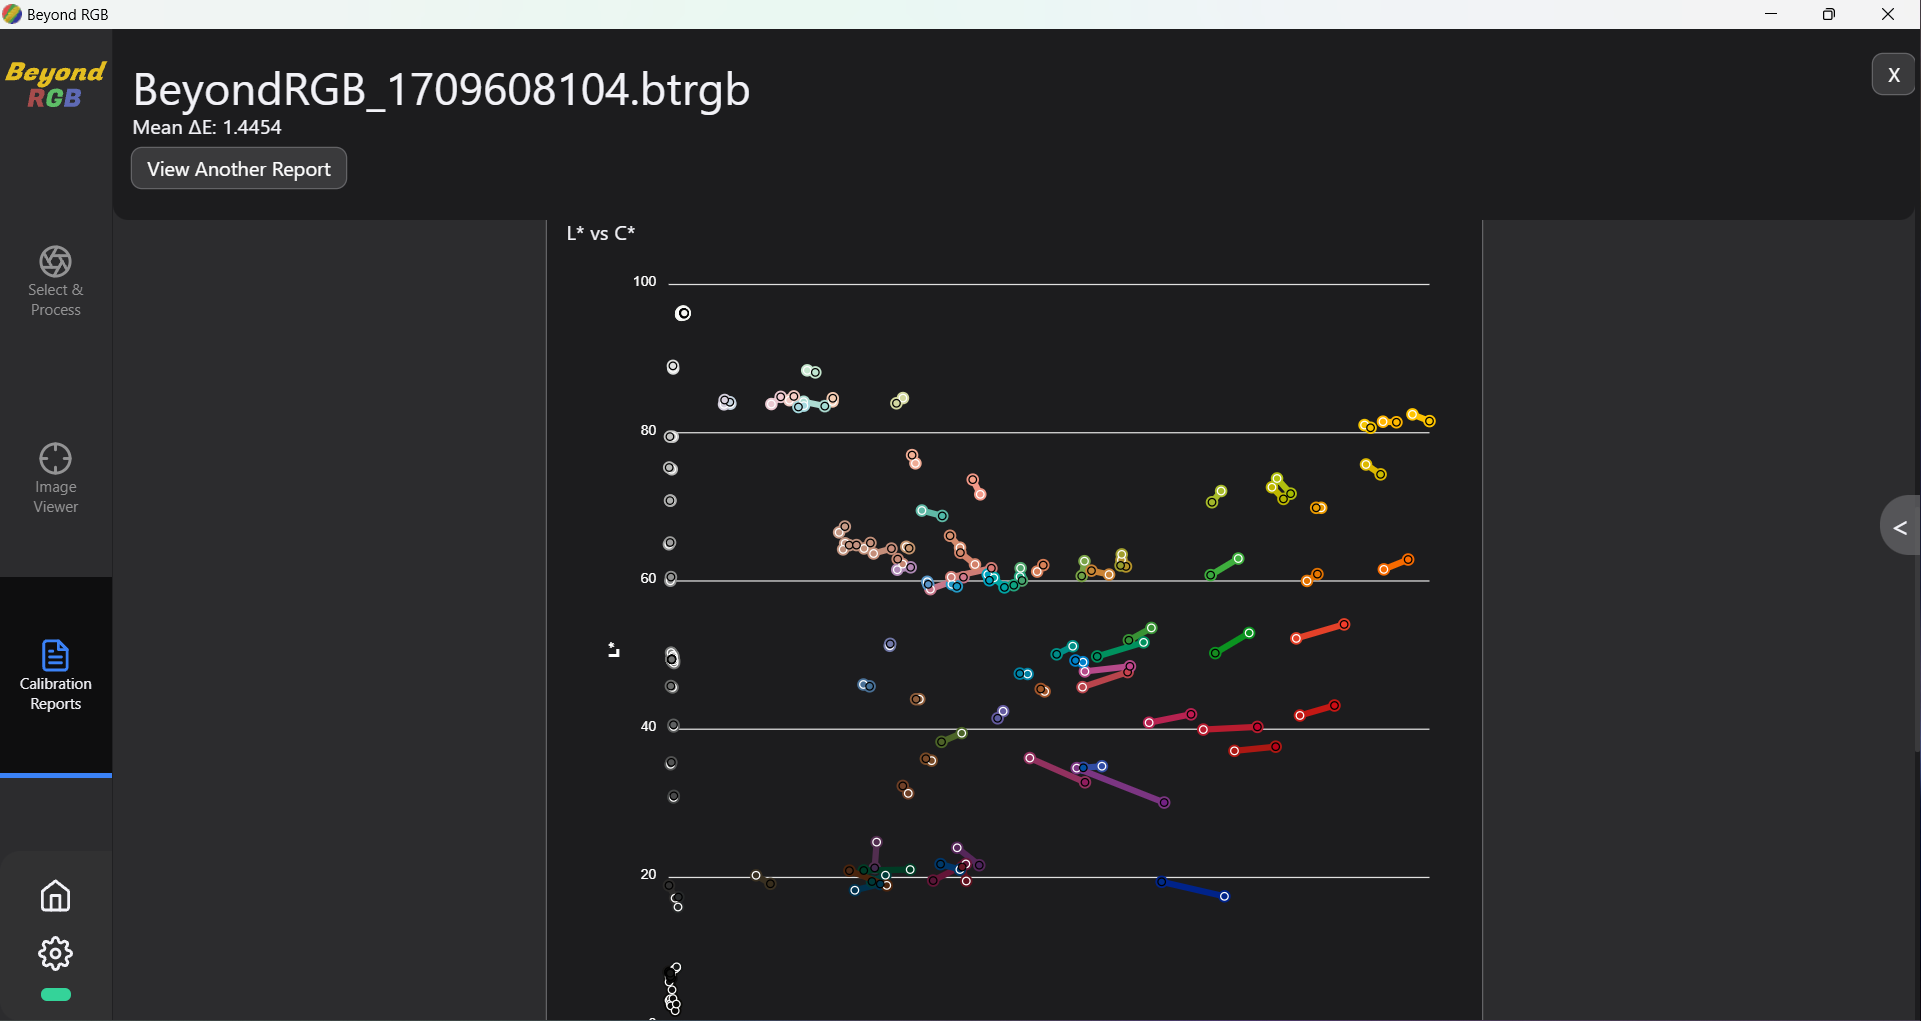 Beyond RGB
Beyond
RGB
BeyondRGB_1709608104.btrgb
X
Mean ΔE: 1.4454
View Another Report
L* vs C*
100
Select &
Process
80
Image
Viewer
<
60
L*
Calibration
Reports
40
20